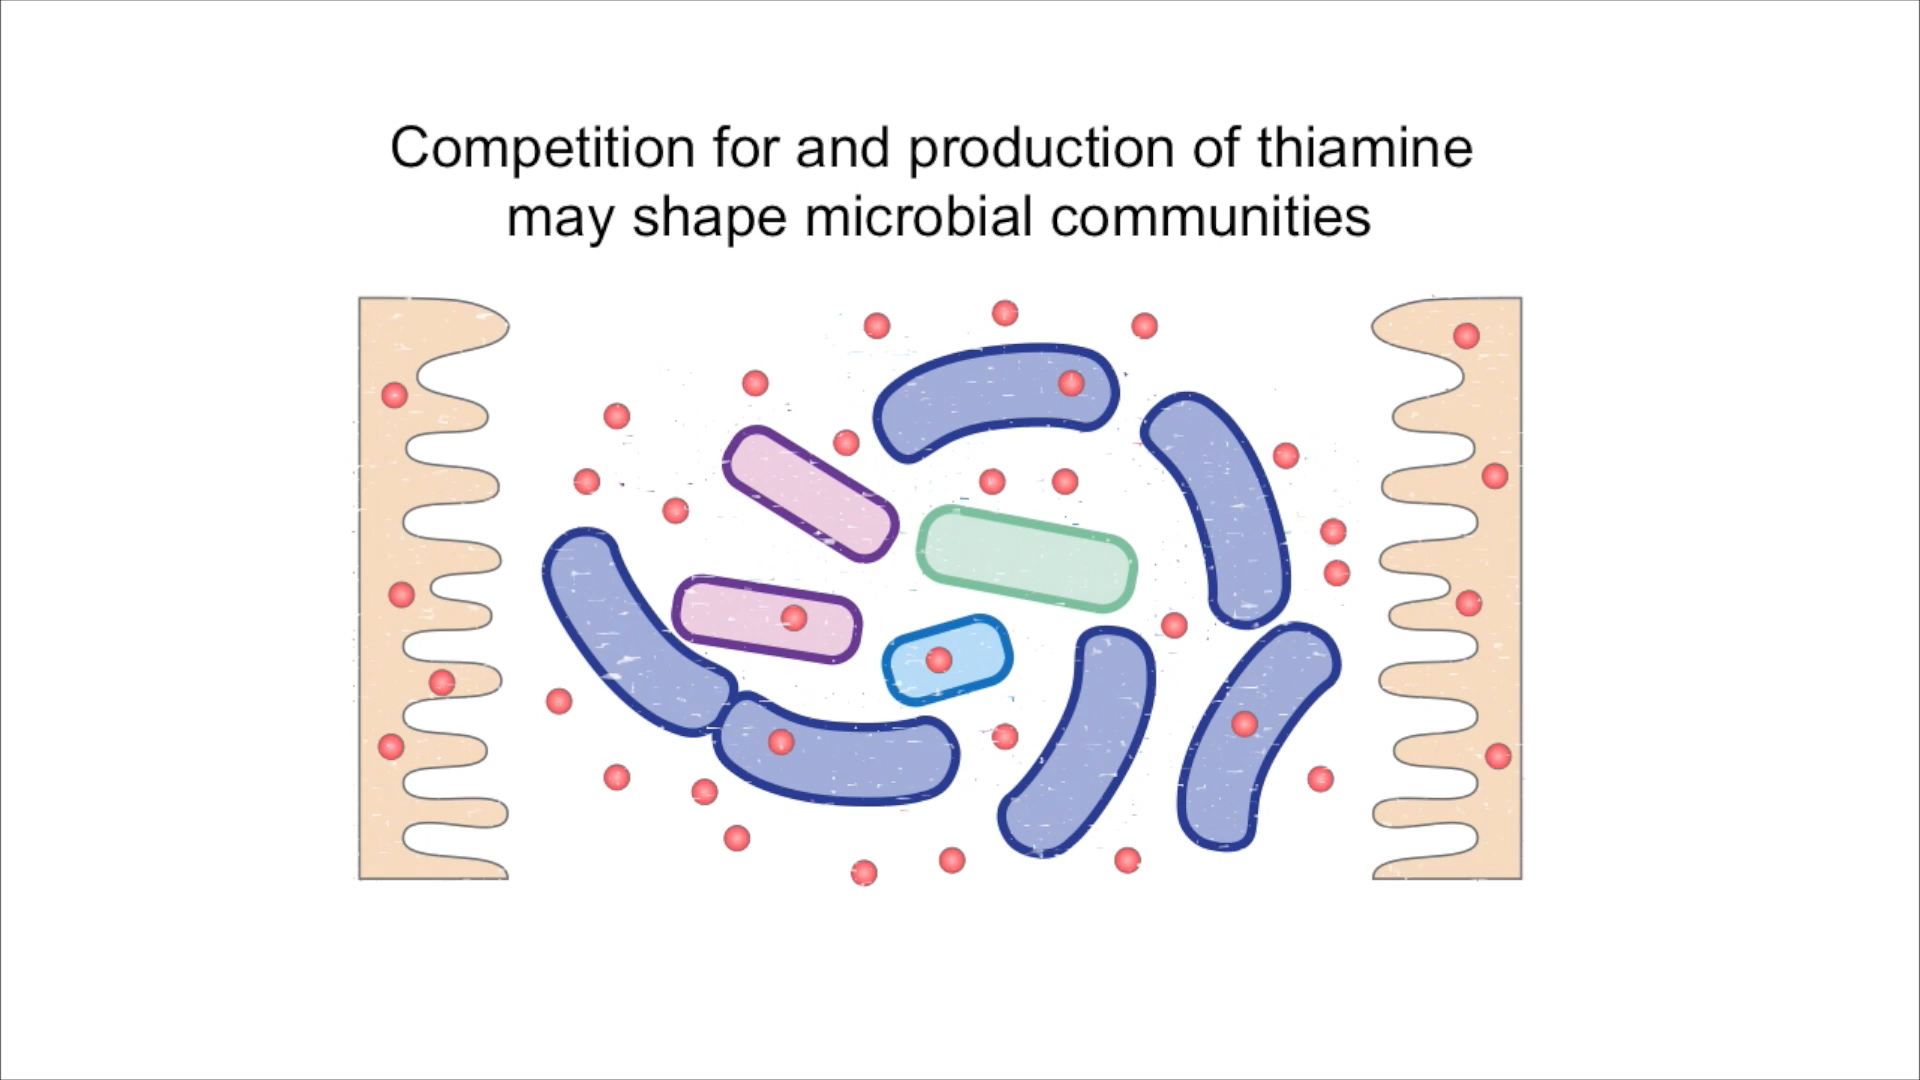 Competition for and production of thiamine
may shape microbial communities